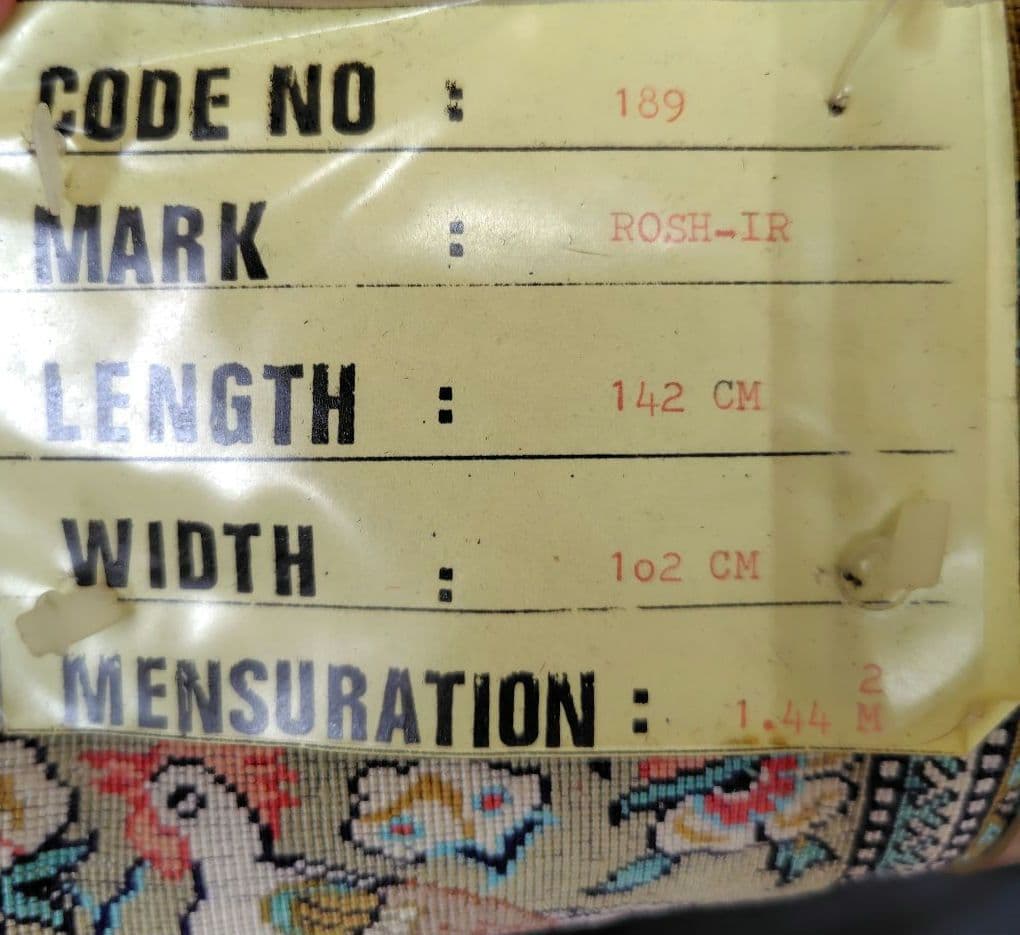 CODE NO : 189
MARK : ROSH-IR
LENGTH : 142 CM
WIDTH : 1o2 CM
MENSURATION : 1.44 M2